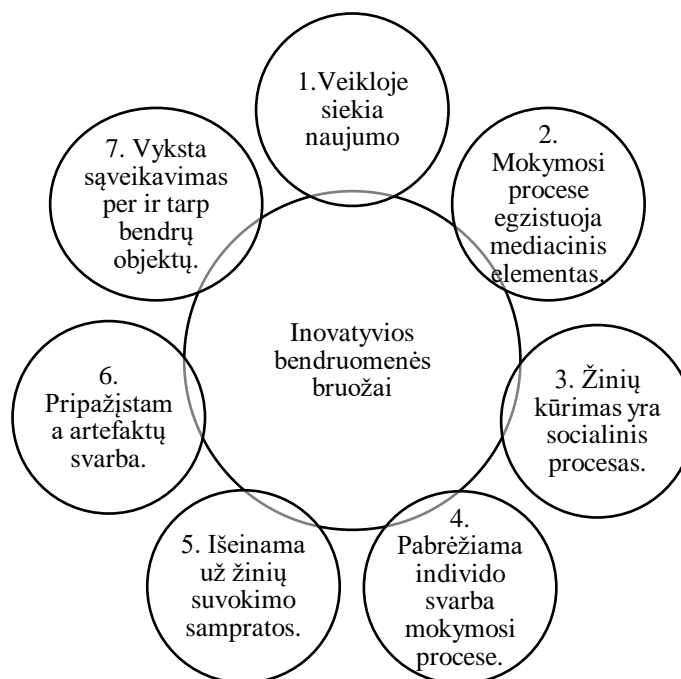 1.Veikloje
siekia
naujumo
2.
Mokymosi
procese
egzistuoja
mediacinis
elementas.
3. Žinių
kūrimas yra
socialinis
procesas.
4.
Pabrėžiama
individo
svarba
mokymosi
procese.
5. Išeinama
už žinių
suvokimo
sampratos.
6.
Pripažįstam
a artefaktų
svarba.
7. Vyksta
sąveikavimas
per ir tarp
bendrų
objektų.
Inovatyvios
bendruomenės
bruožai